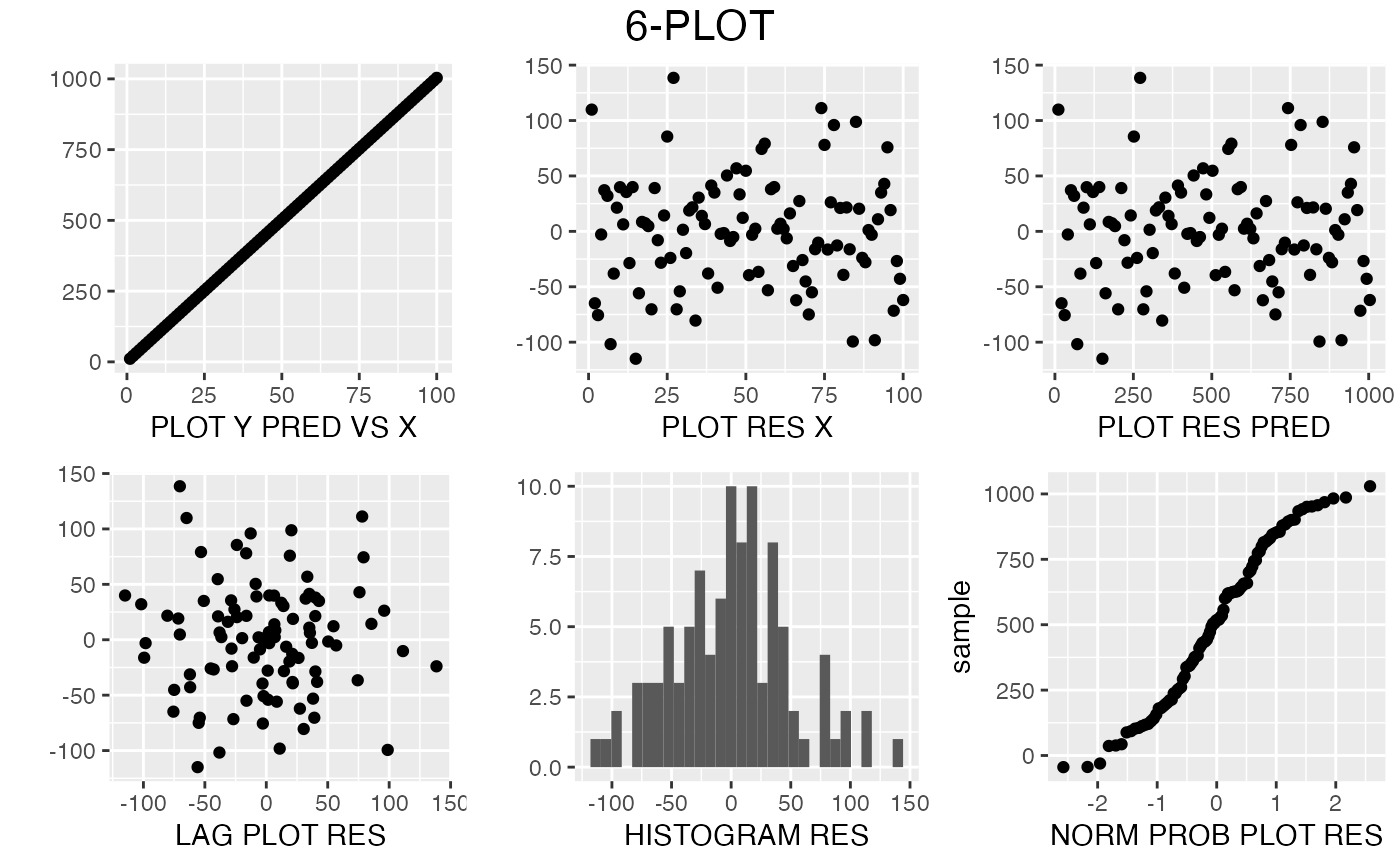 6-PLOT
1000
750
500
250
0
0 25 50 75 100
PLOT Y PRED VS X
150
100
50
0
-50
-100
0 25 50 75 100
PLOT RES X
150
100
50
0
-50
-100
0 250 500 750 1000
PLOT RES PRED
150
100
50
0
-50
-100
-100 -50 0 50 100 150
LAG PLOT RES
10.0
7.5
5.0
2.5
0.0
-100 -50 0 50 100 150
HISTOGRAM RES
sample
1000
750
500
250
0
-2 -1 0 1 2
NORM PROB PLOT RES